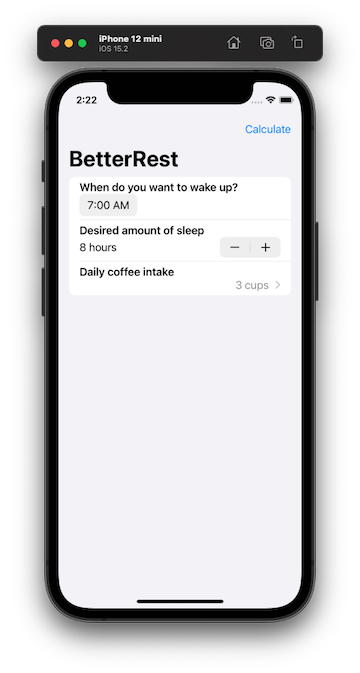 iPhone 12 mini
iOS 15.2
2:22
Calculate
BetterRest
When do you want to wake up?
7:00 AM
Desired amount of sleep
8 hours
Daily coffee intake
3 cups